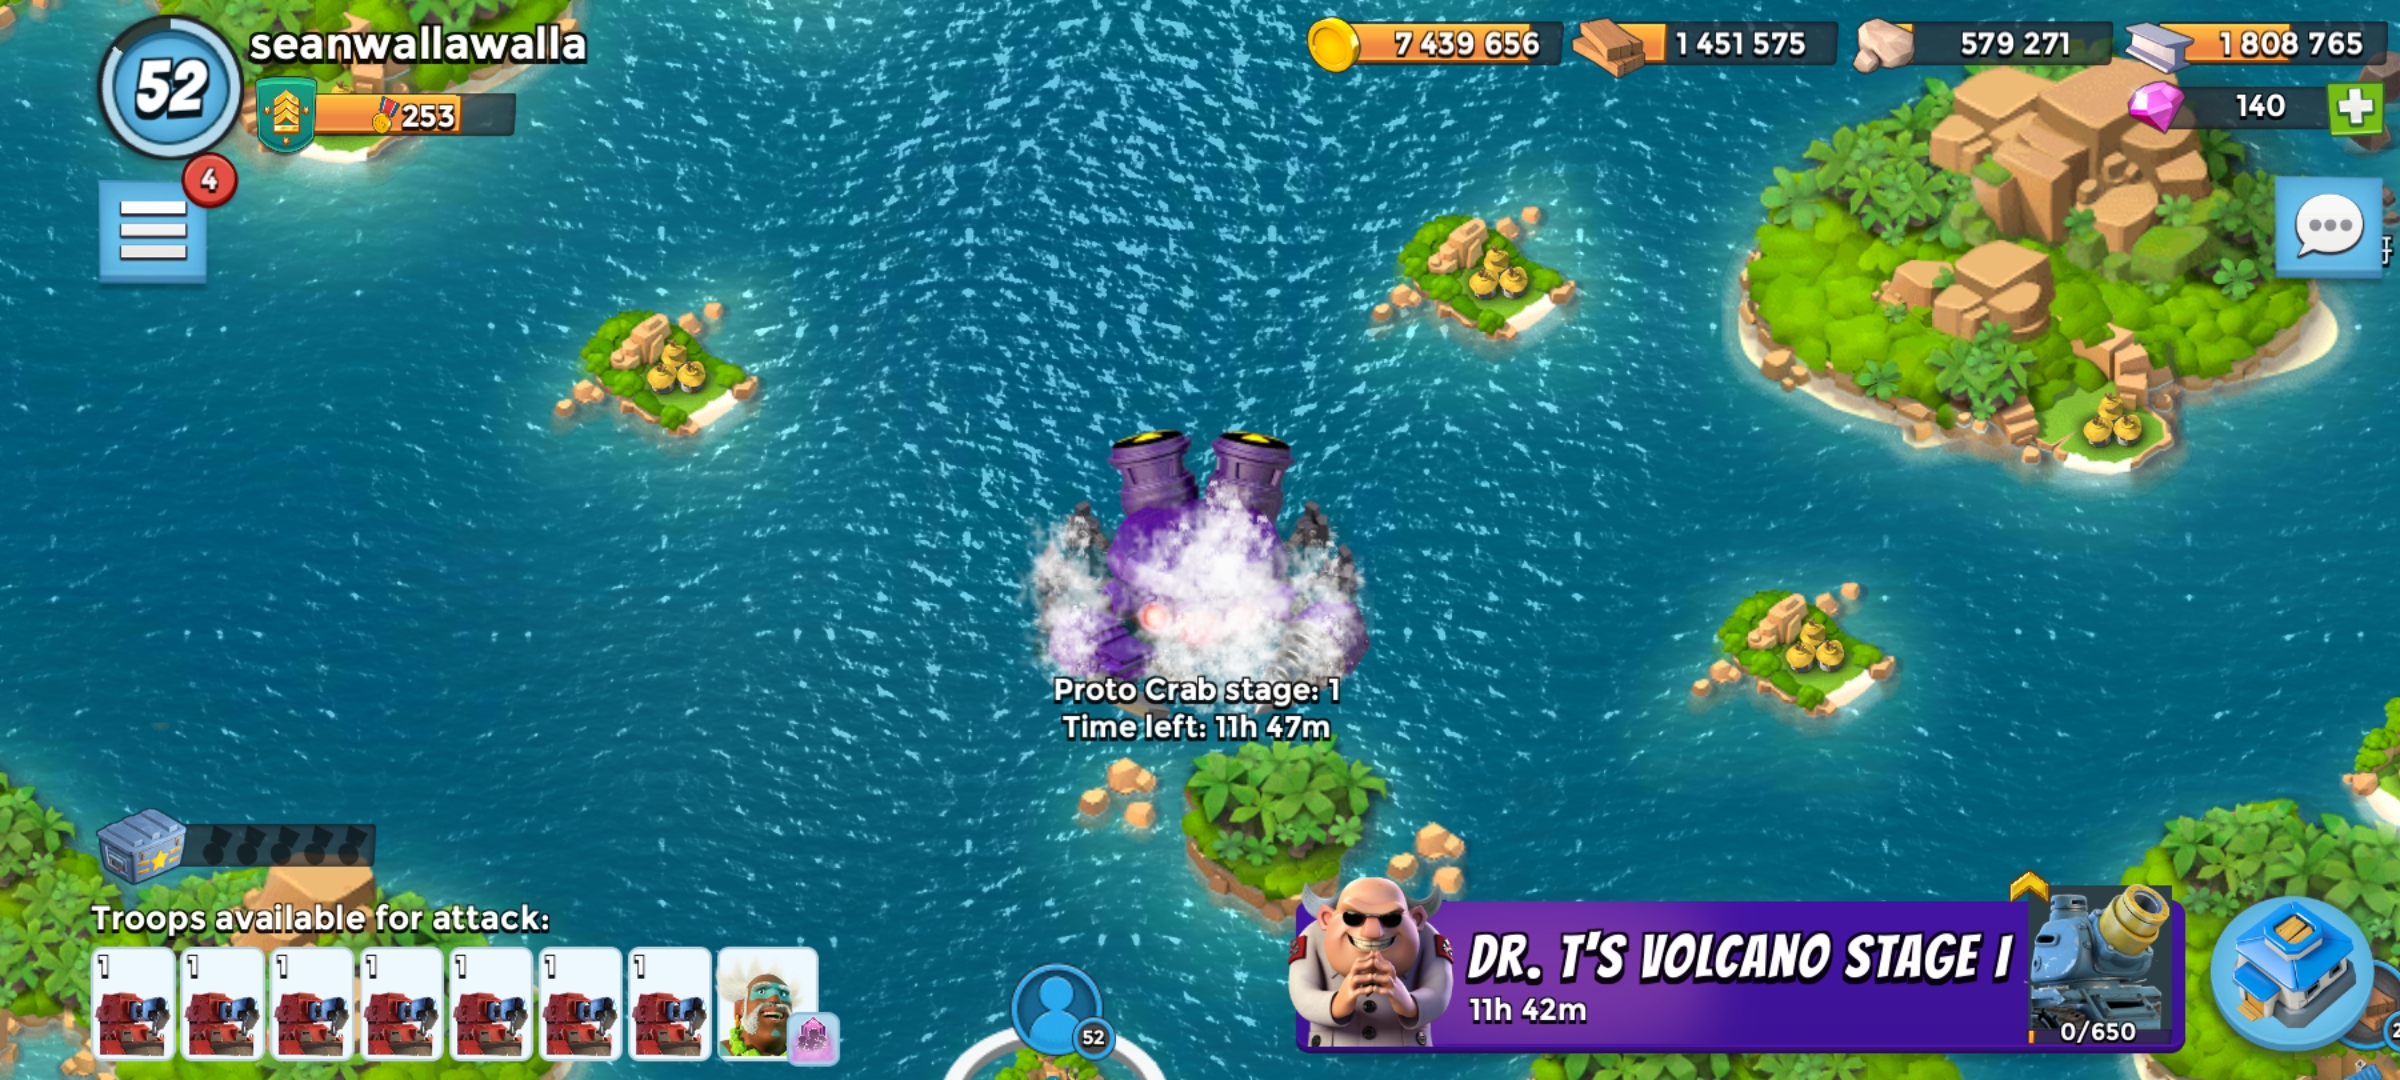 52
seanwallawalla
253
7 439 656
1 451 575
579 271
1 808 765
140
4
Proto Crab stage: 1
Time left: 11h 47m
Troops available for attack:
1
1
1
1
1
1
1
52
DR. T'S VOLCANO STAGE I
11h 42m
0/650